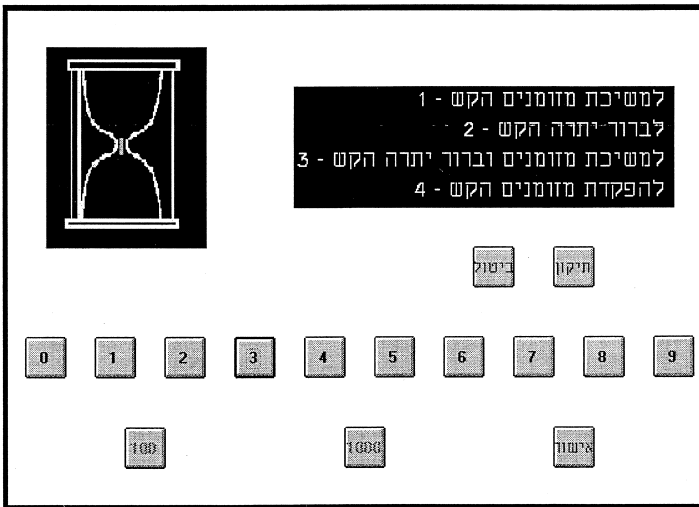 למשיכת מזומנים הקש - 1
לברור יתרה הקש - 2
למשיכת מזומנים וברור יתרה הקש - 3
להפקדת מזומנים הקש - 4
ביטול תיקון
0 1 2 3 4 5 6 7 8 9
100 1000 אישור